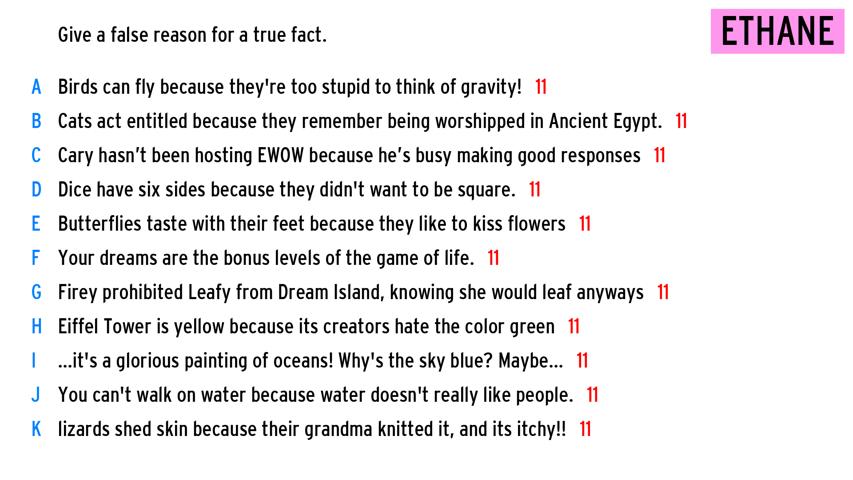 Give a false reason for a true fact.
ETHANE
A Birds can fly because they're too stupid to think of gravity! 11
B Cats act entitled because they remember being worshipped in Ancient Egypt. 11
C Cary hasn’t been hosting EWOW because he’s busy making good responses 11
D Dice have six sides because they didn't want to be square. 11
E Butterflies taste with their feet because they like to kiss flowers 11
F Your dreams are the bonus levels of the game of life. 11
G Firey prohibited Leafy from Dream Island, knowing she would leaf anyways 11
H Eiffel Tower is yellow because its creators hate the color green 11
I ...it's a glorious painting of oceans! Why's the sky blue? Maybe... 11
J You can't walk on water because water doesn't really like people. 11
K lizards shed skin because their grandma knitted it, and its itchy!! 11